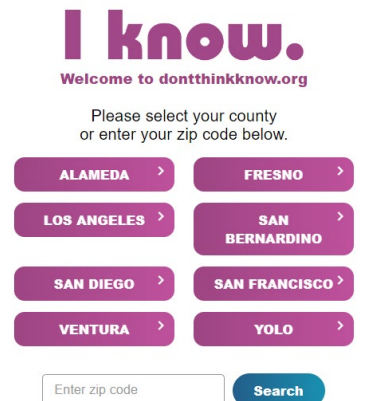 I know.
Welcome to dontthinkknow.org
Please select your county
or enter your zip code below.
ALAMEDA >
FRESNO >
LOS ANGELES >
SAN >
BERNARDINO
SAN DIEGO >
SAN FRANCISCO >
VENTURA >
YOLO >
Enter zip code
Search